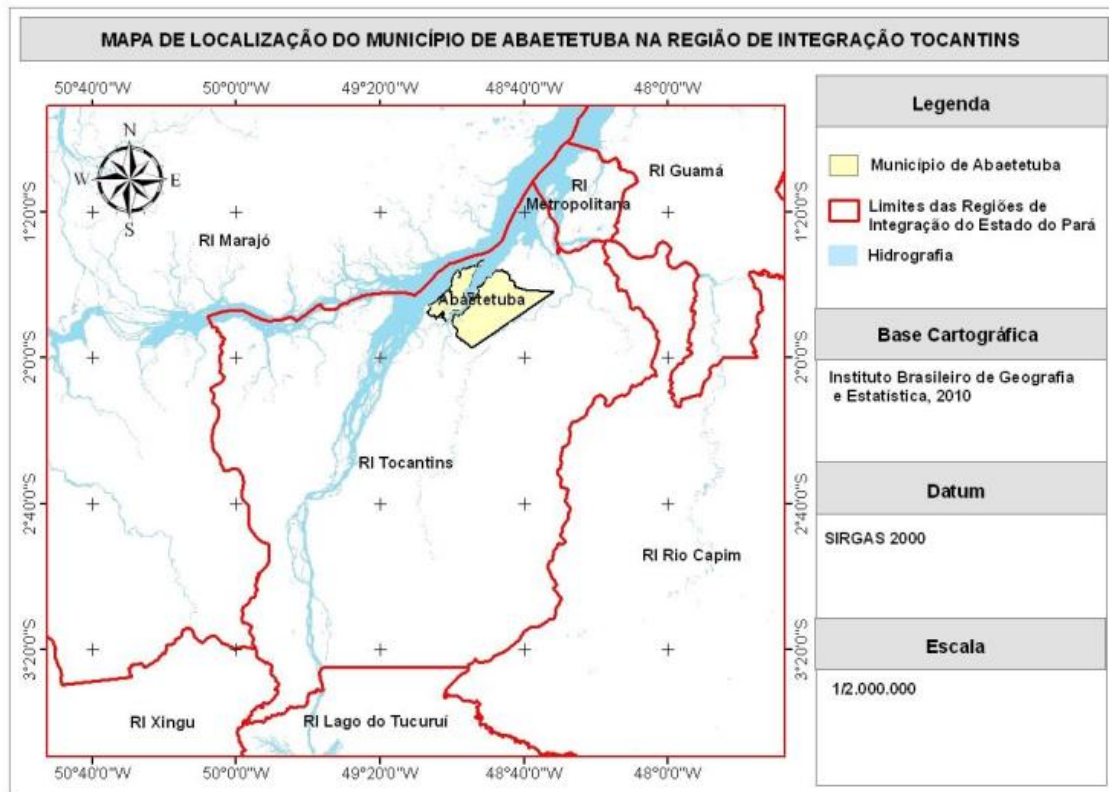 MAPA DE LOCALIZAÇÃO DO MUNICÍPIO DE ABAETETUBA NA REGIÃO DE INTEGRAÇÃO TOCANTINS
50°40'0"W 50°0'0"W 49°20'0"W 48°40'0"W 48°0'0"W
N
W E
S
1°20'0"S
2°0'0"S
2°40'0"S
3°20'0"S
RI Marajó
RI
Metropolitana
RI Guamá
Abaetetuba
RI Tocantins
RI Rio Capim
RI Xingu
RI Lago do Tucuruí
1°20'0"S
2°0'0"S
2°40'0"S
3°20'0"S
50°40'0"W 50°0'0"W 49°20'0"W 48°40'0"W 48°0'0"W
Legenda
Município de Abaetetuba
Limites das Regiões de
Integração do Estado do Pará
Hidrografia
Base Cartográfica
Instituto Brasileiro de Geografia
e Estatística, 2010
Datum
SIRGAS 2000
Escala
1/2.000.000